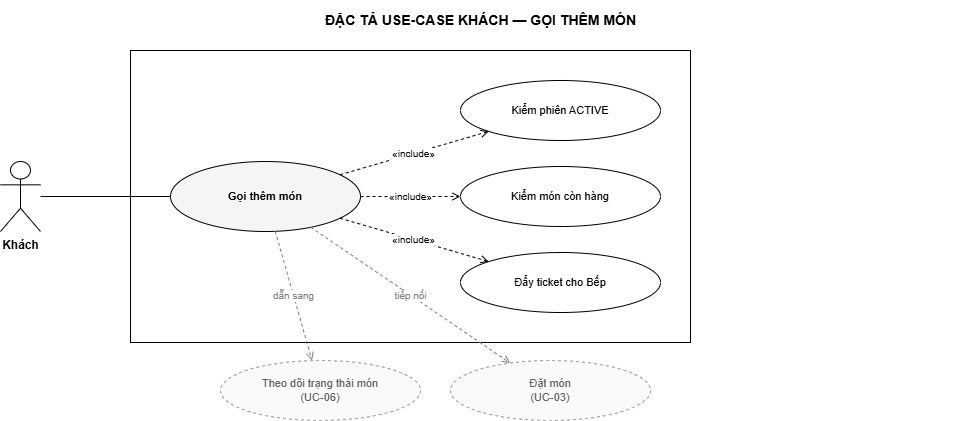 ĐẶC TẢ USE-CASE KHÁCH — GỌI THÊM MÓN
Kiểm phiên ACTIVE
«include»
Gọi thêm món
«include»
Kiểm món còn hàng
Khách
«include»
Đẩy ticket cho Bếp
dẫn sang
tiếp nối
Theo dõi trạng thái món
(UC-06)
Đặt món
(UC-03)